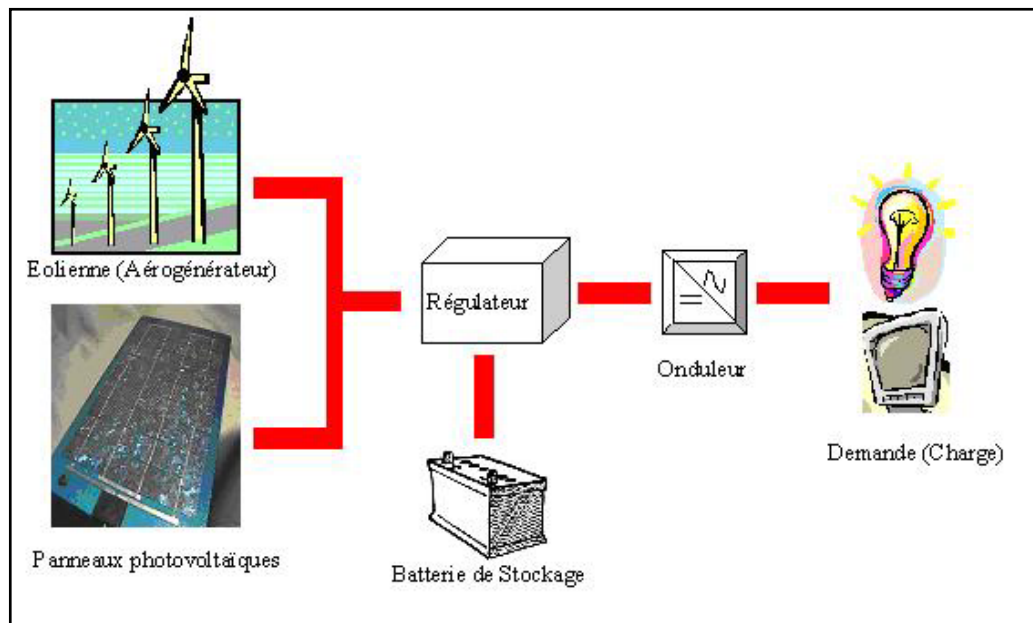 Eolienne (Aérogénérateur)
Régulateur
Onduleur
Demande (Charge)
Panneaux photovoltaïques
Batterie de Stockage